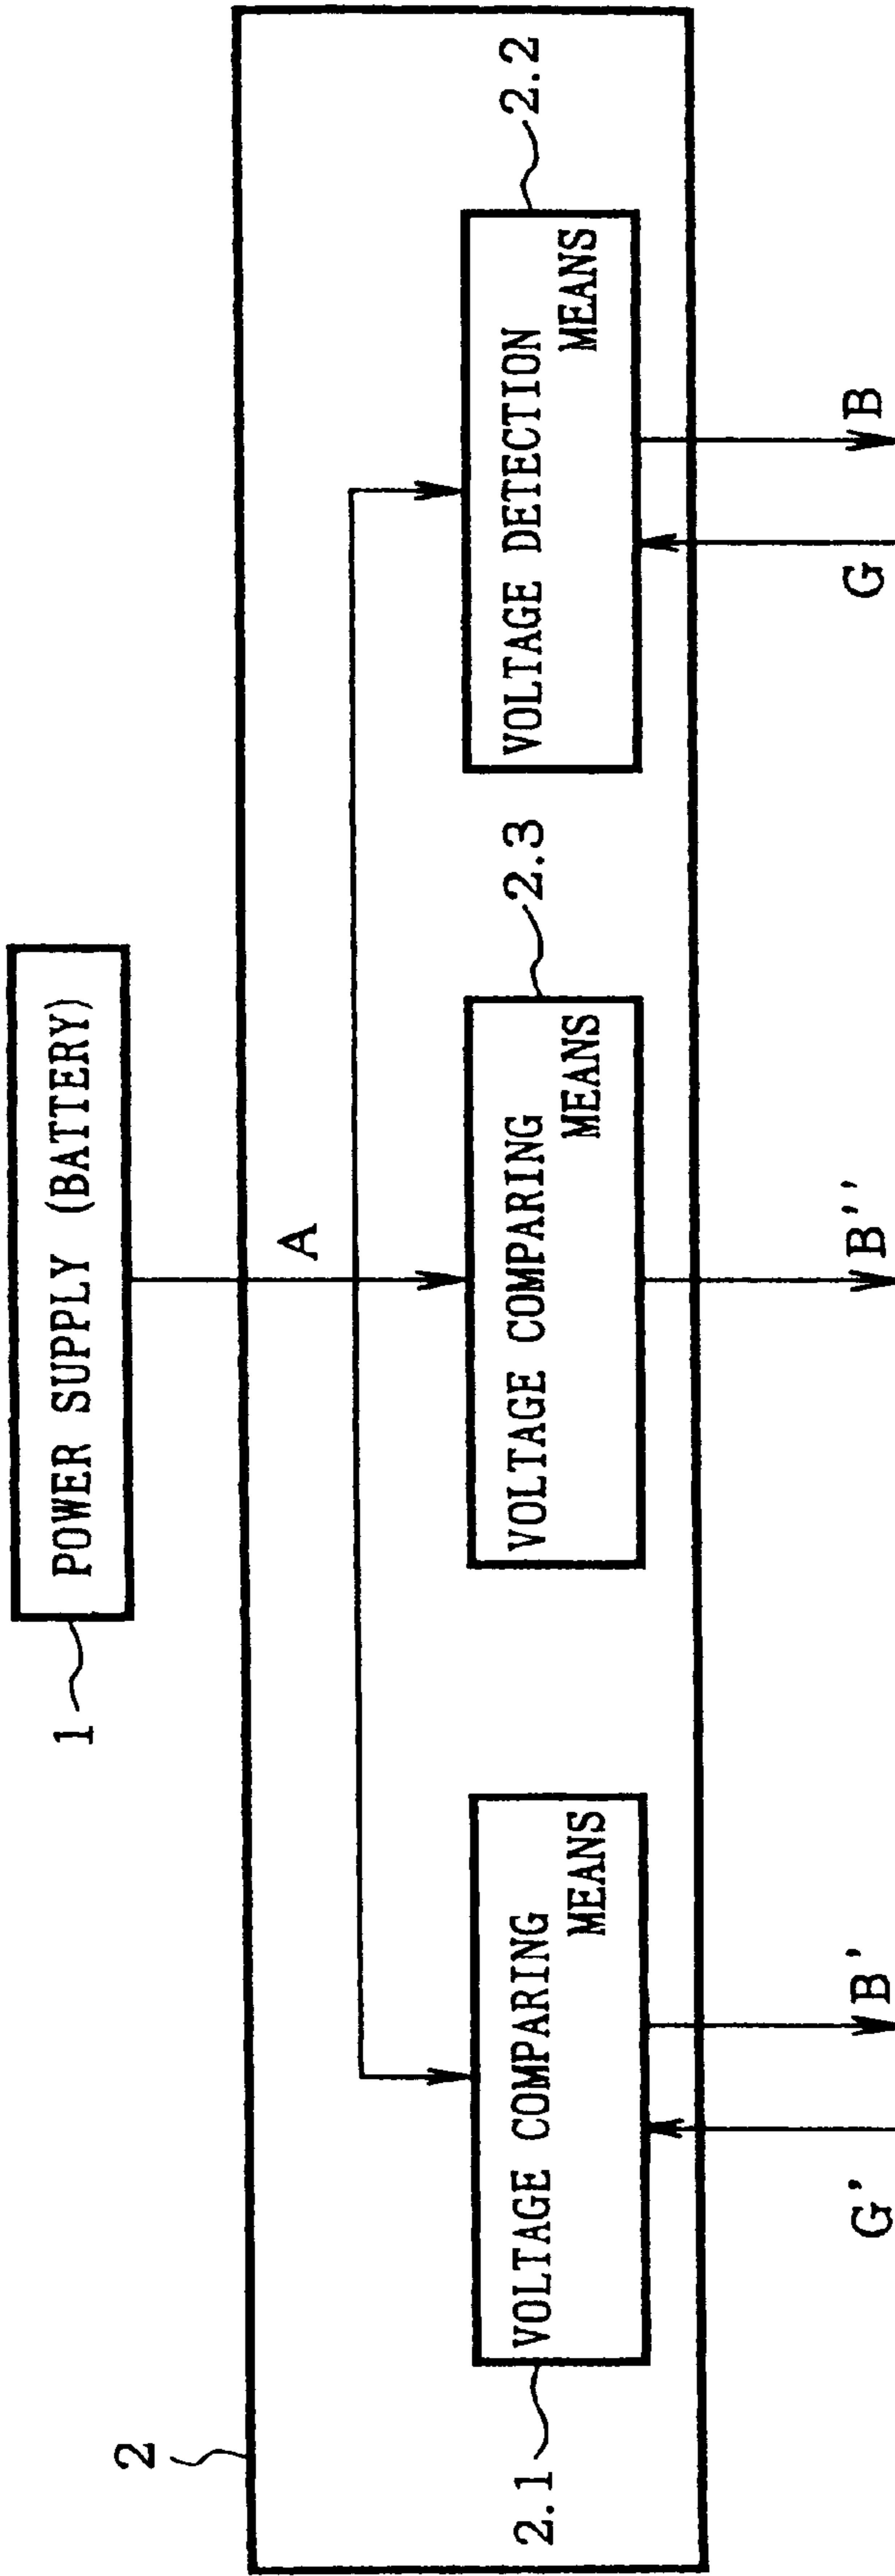 1
POWER SUPPLY (BATTERY)
2
A
2.1
VOLTAGE COMPARING
MEANS
2.3
VOLTAGE COMPARING
MEANS
2.2
VOLTAGE DETECTION
MEANS
G'
B'
B''
G
B